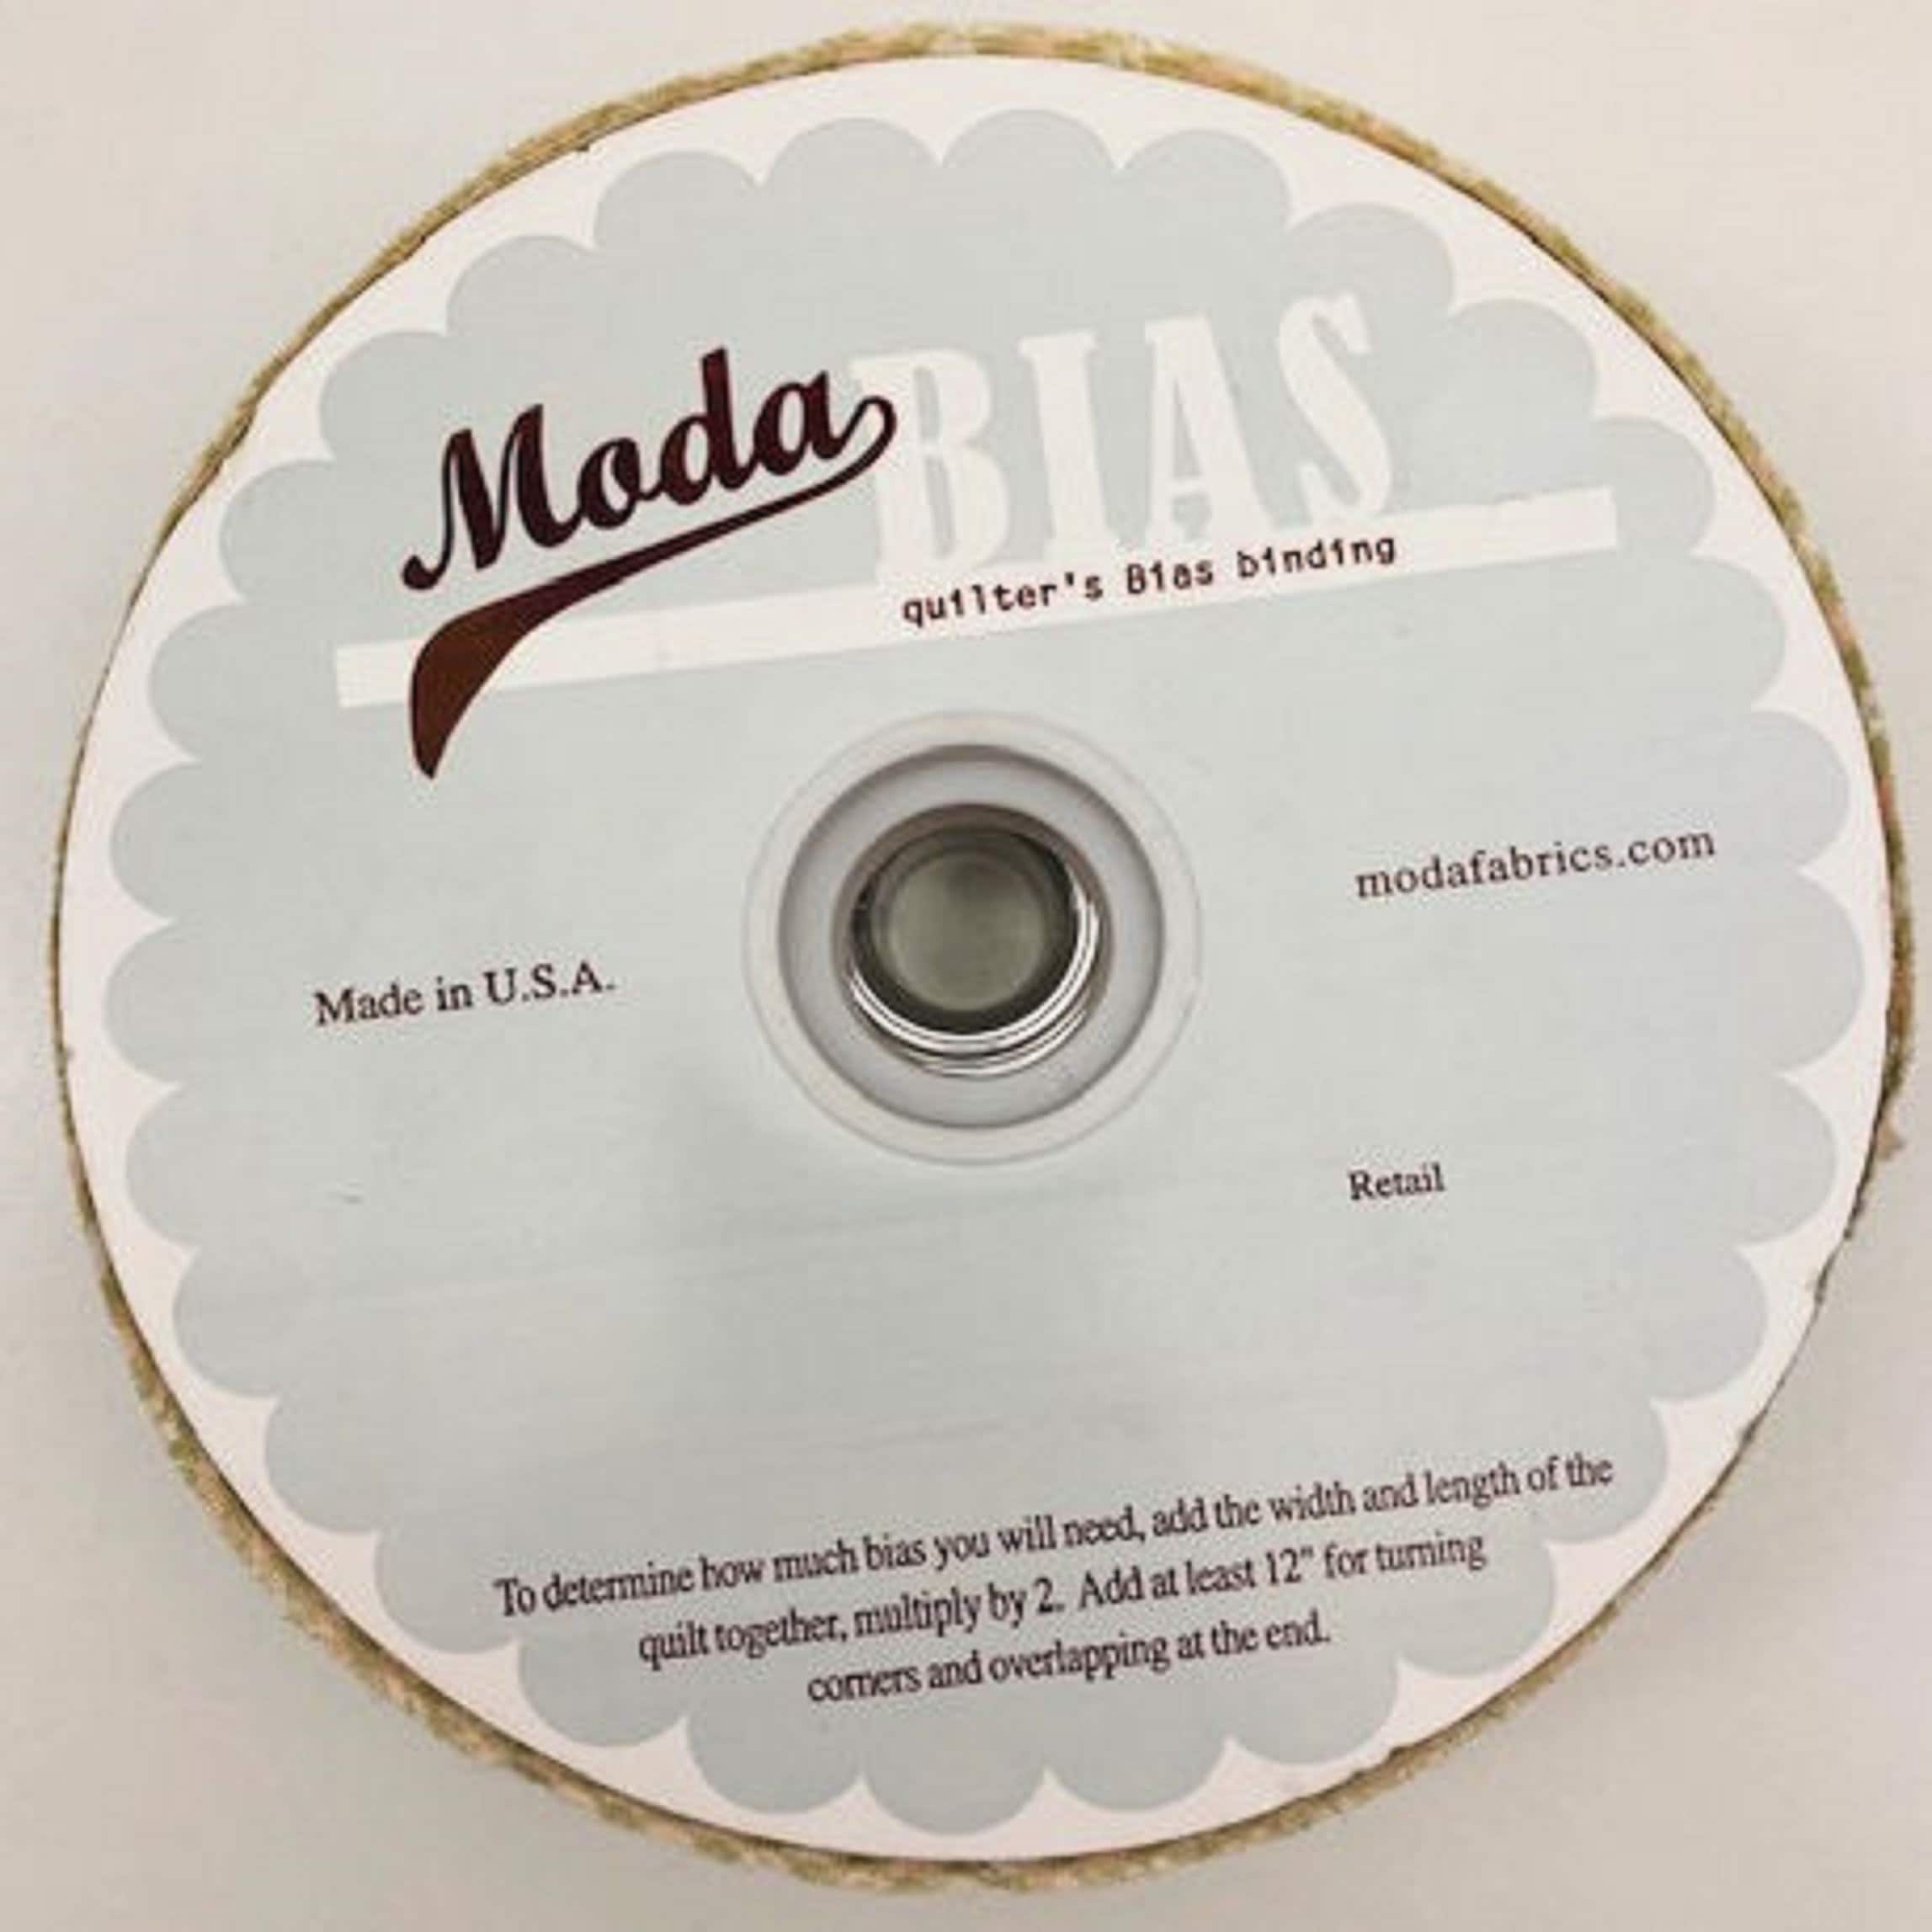 Moda BIAS
quilter's Bias binding
modafabrics.com
Made in U.S.A.
Retail
To determine how much bias you will need, add the width and length of the
quilt together, multiply by 2. Add at least 12" for turning
corners and overlapping at the end.